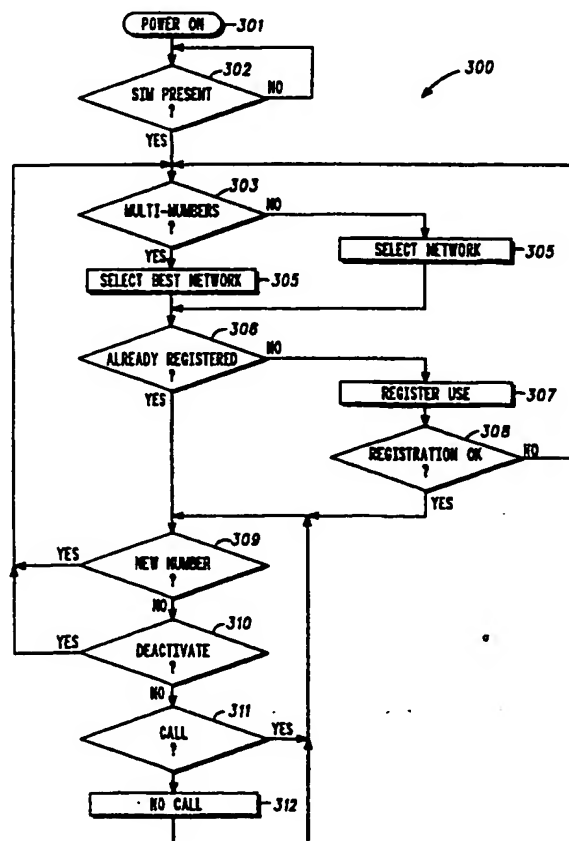 POWER ON 301
302
SIM PRESENT
?
NO
YES
300
303
MULTI-NUMBERS
?
NO
YES
SELECT NETWORK 305
SELECT BEST NETWORK 305
306
ALREADY REGISTERED
?
NO
YES
REGISTER USE 307
308
REGISTRATION OK
?
NO
YES
309
YES
NEW NUMBER
?
NO
310
YES
DEACTIVATE
?
NO
311
CALL
?
YES
NO CALL 312